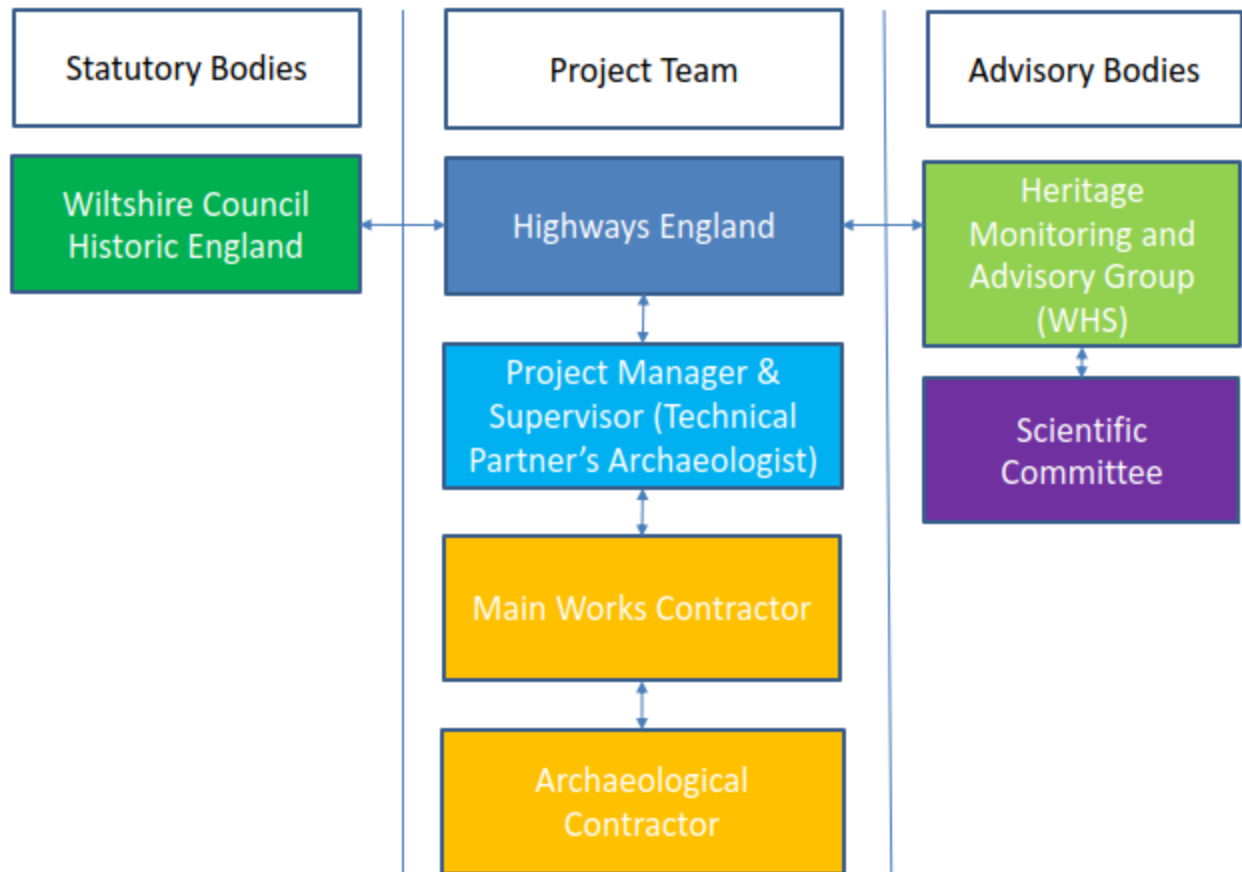 Statutory Bodies
Project Team
Advisory Bodies
Wiltshire Council
Historic England
Highways England
Heritage
Monitoring and
Advisory Group
(WHS)
Project Manager &
Supervisor (Technical
Partner's Archaeologist)
Scientific
Committee
Main Works Contractor
Archaeological
Contractor